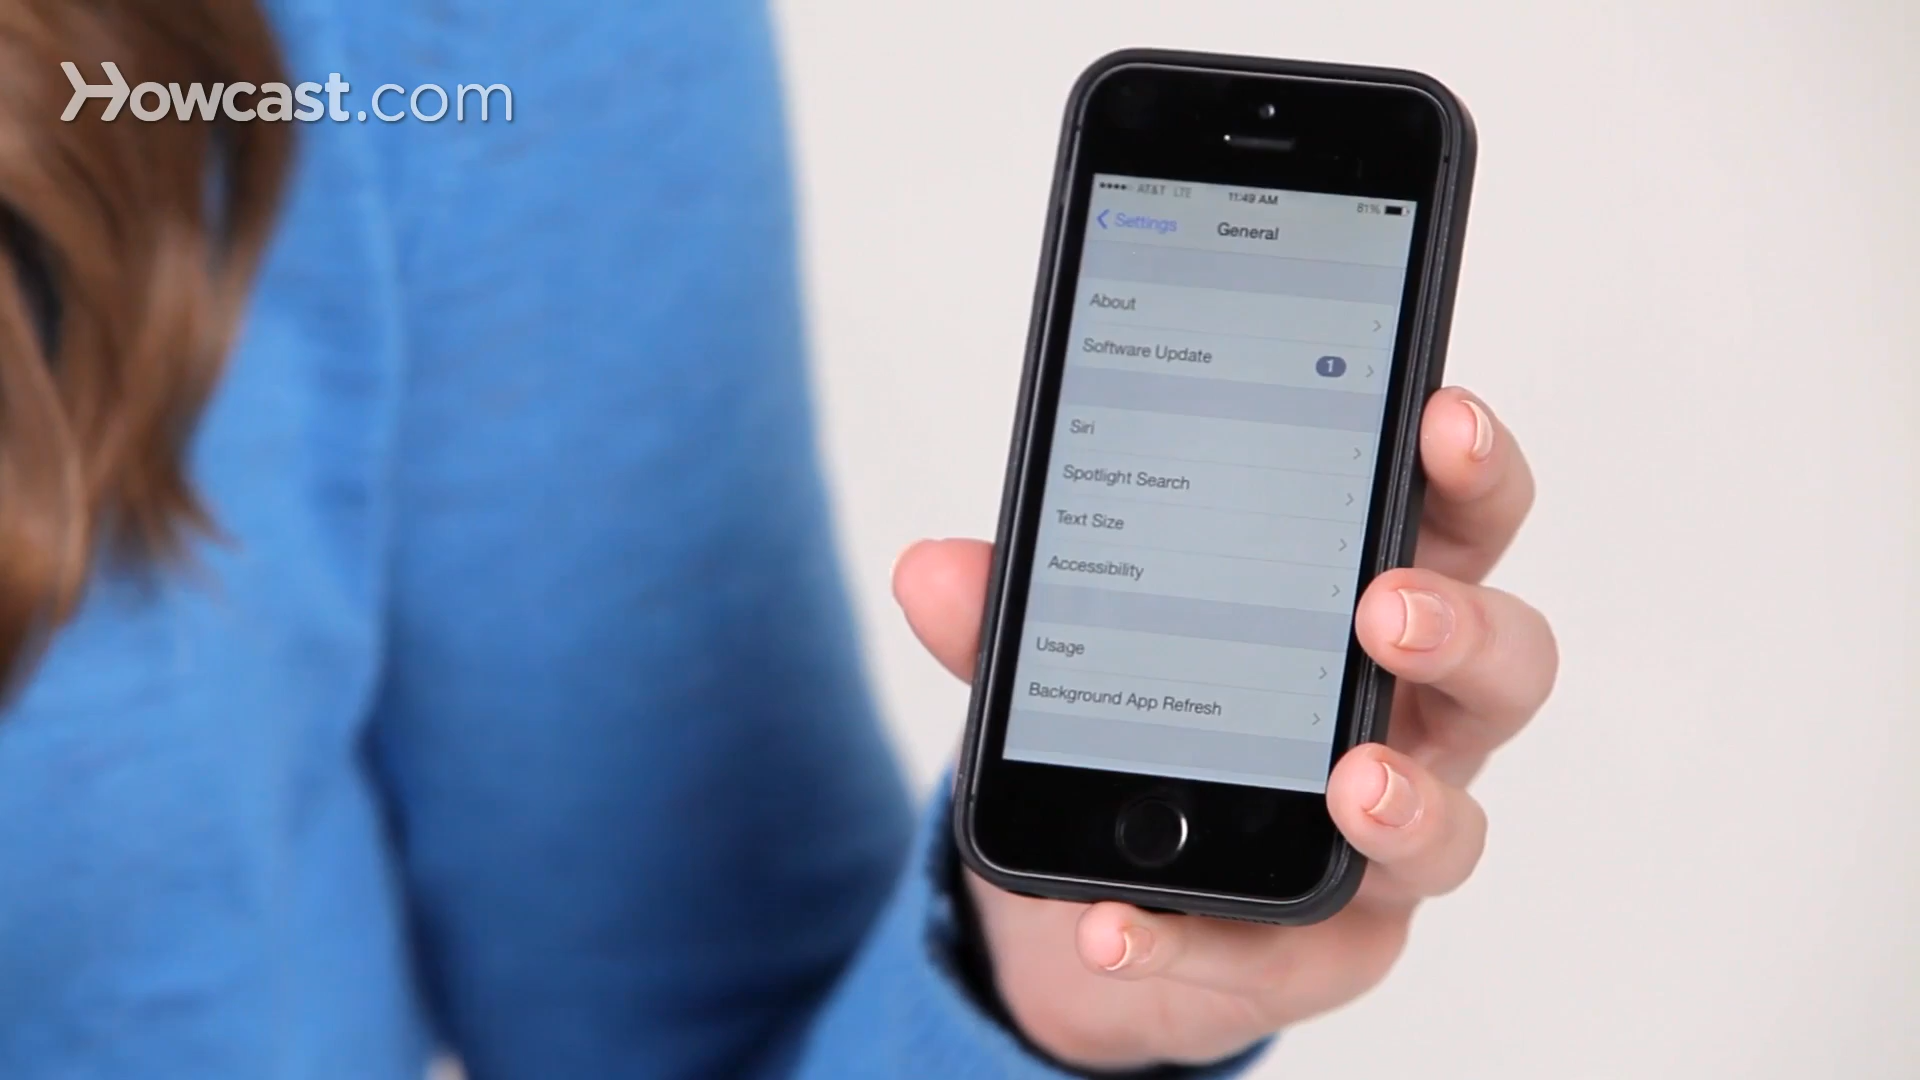 Howcast.com
AT&T LTE 11:49 AM 81%
Settings General
About
Software Update 1
Siri
Spotlight Search
Text Size
Accessibility
Usage
Background App Refresh